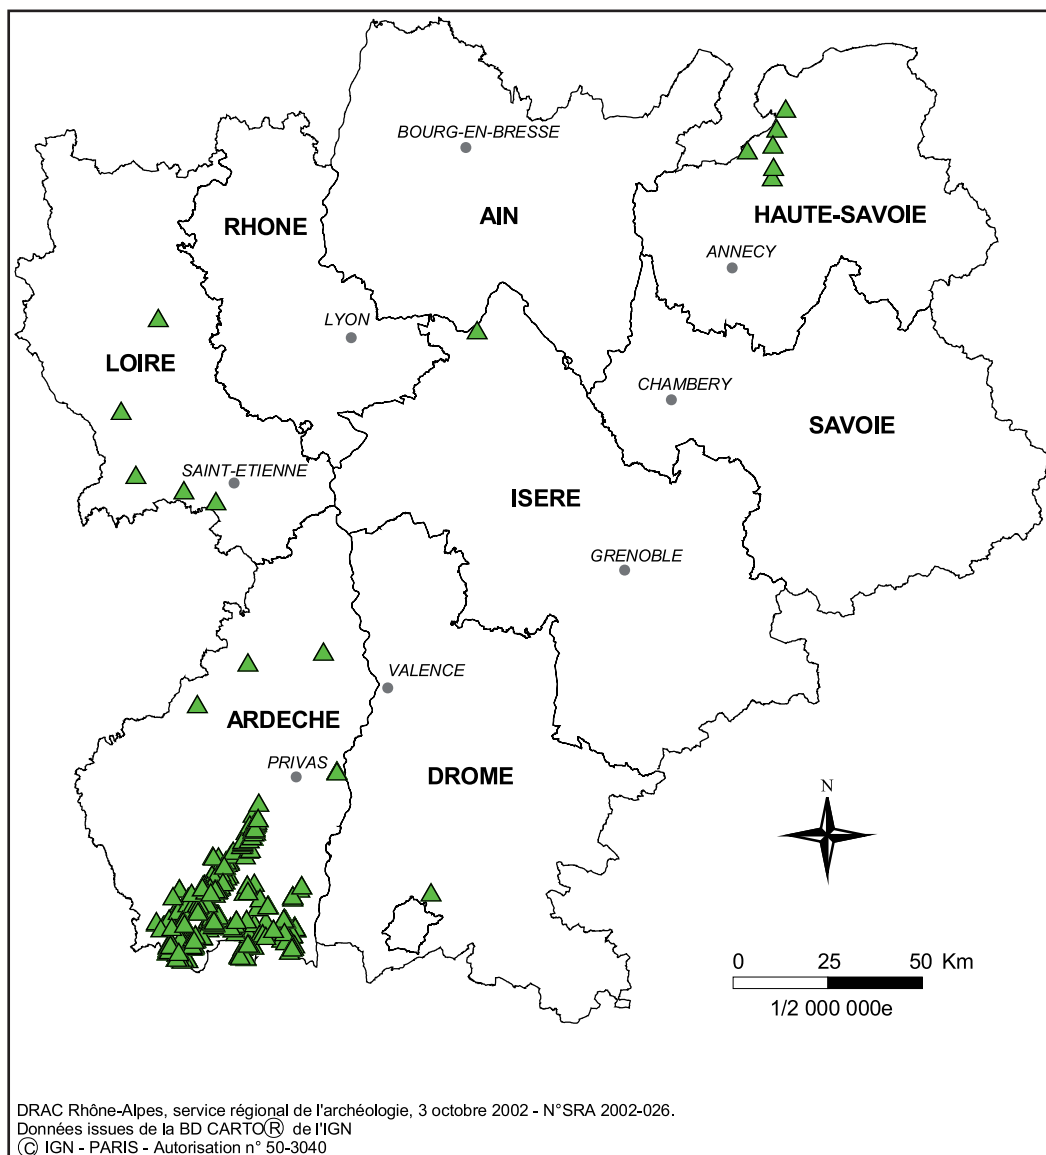 BOURG-EN-BRESSE
AIN
RHONE
HAUTE-SAVOIE
ANNECY
LYON
LOIRE
CHAMBERY
SAVOIE
SAINT-ETIENNE
ISERE
GRENOBLE
VALENCE
ARDECHE
PRIVAS
DROME
N
0 25 50 Km
1/2 000 000e
DRAC Rhône-Alpes, service régional de l'archéologie, 3 octobre 2002 - N°SRA 2002-026.
Données issues de la BD CARTO® de l'IGN
© IGN - PARIS - Autorisation n° 50-3040